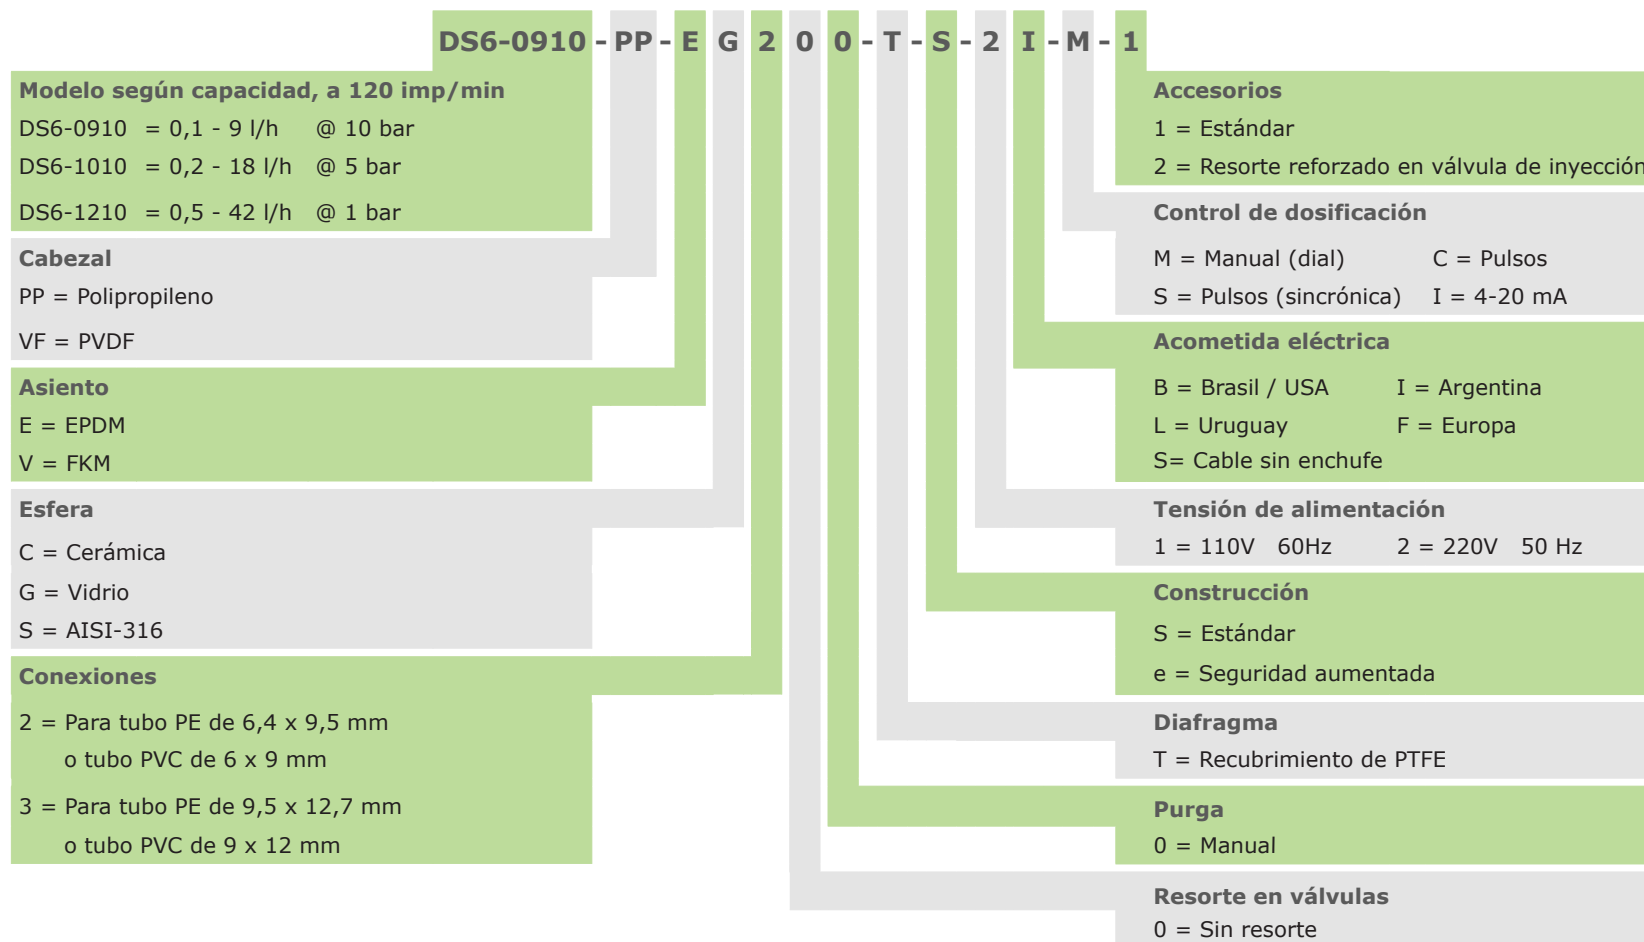 DS6-0910 - PP - E G 2 0 0 - T - S - 2 I - M - 1
Modelo según capacidad, a 120 imp/min
DS6-0910 = 0,1 - 9 l/h @ 10 bar
DS6-1010 = 0,2 - 18 l/h @ 5 bar
DS6-1210 = 0,5 - 42 l/h @ 1 bar
Cabezal
PP = Polipropileno
VF = PVDF
Asiento
E = EPDM
V = FKM
Esfera
C = Cerámica
G = Vidrio
S = AISI-316
Conexiones
2 = Para tubo PE de 6,4 x 9,5 mm
o tubo PVC de 6 x 9 mm
3 = Para tubo PE de 9,5 x 12,7 mm
o tubo PVC de 9 x 12 mm
Accesorios
1 = Estándar
2 = Resorte reforzado en válvula de inyección
Control de dosificación
M = Manual (dial) C = Pulsos
S = Pulsos (sincrónica) I = 4-20 mA
Acometida eléctrica
B = Brasil / USA I = Argentina
L = Uruguay F = Europa
S= Cable sin enchufe
Tensión de alimentación
1 = 110V 60Hz 2 = 220V 50 Hz
Construcción
S = Estándar
e = Seguridad aumentada
Diafragma
T = Recubrimiento de PTFE
Purga
0 = Manual
Resorte en válvulas
0 = Sin resorte